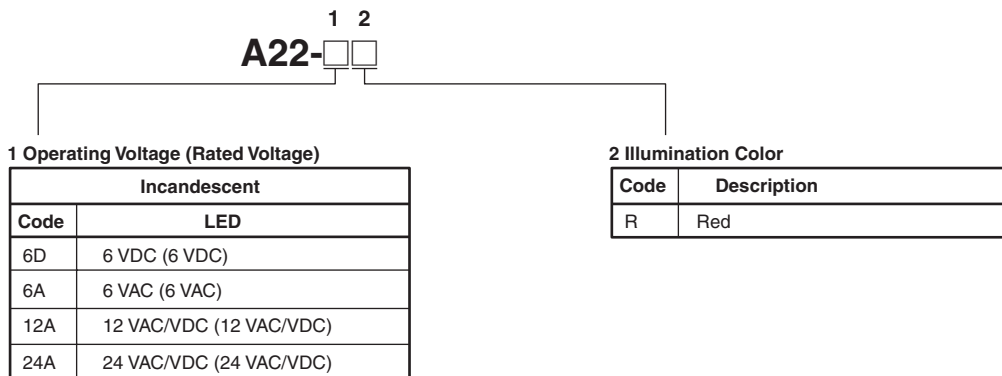 1 2
A22-□□
1 Operating Voltage (Rated Voltage)
Incandescent
Code LED
6D 6 VDC (6 VDC)
6A 6 VAC (6 VAC)
12A 12 VAC/VDC (12 VAC/VDC)
24A 24 VAC/VDC (24 VAC/VDC)
2 Illumination Color
Code Description
R Red